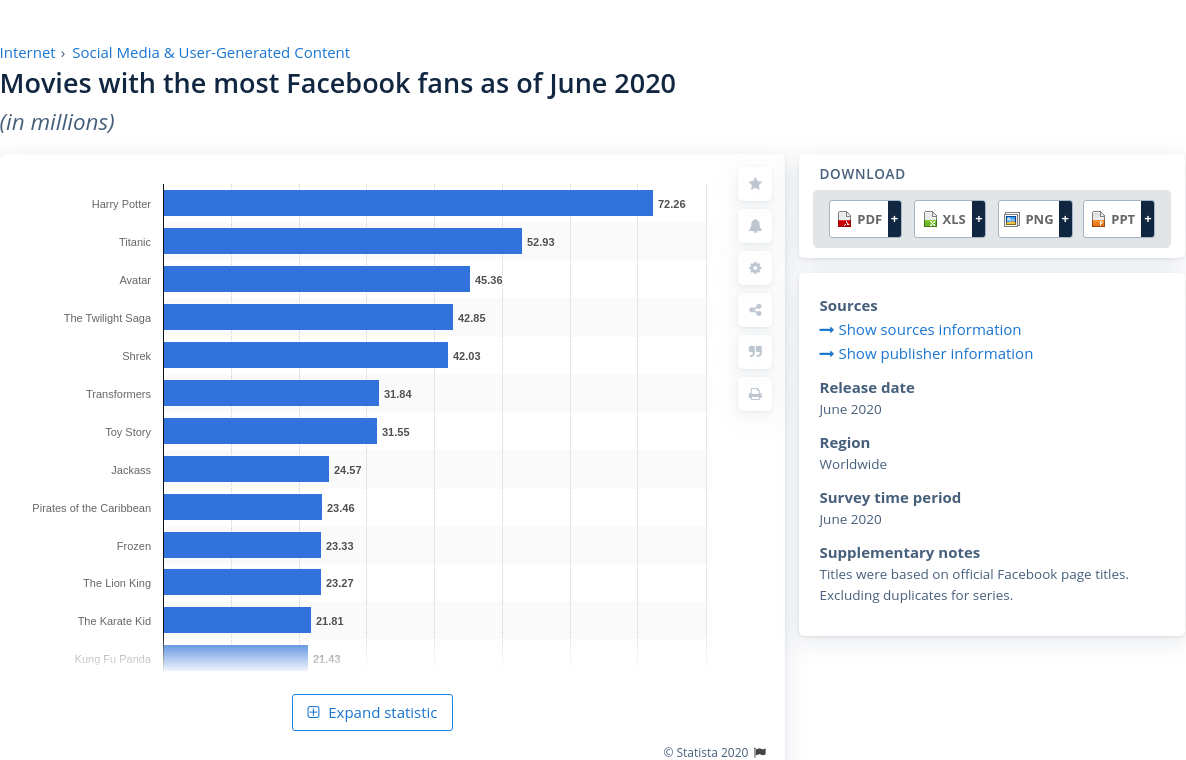 Internet › Social Media & User-Generated Content
Movies with the most Facebook fans as of June 2020
(in millions)
Harry Potter 72.26
Titanic 52.93
Avatar 45.36
The Twilight Saga 42.85
Shrek 42.03
Transformers 31.84
Toy Story 31.55
Jackass 24.57
Pirates of the Caribbean 23.46
Frozen 23.33
The Lion King 23.27
The Karate Kid 21.81
Kung Fu Panda 21.43
Expand statistic
© Statista 2020
DOWNLOAD
PDF + XLS + PNG + PPT +
Sources
Show sources information
Show publisher information
Release date
June 2020
Region
Worldwide
Survey time period
June 2020
Supplementary notes
Titles were based on official Facebook page titles.
Excluding duplicates for series.